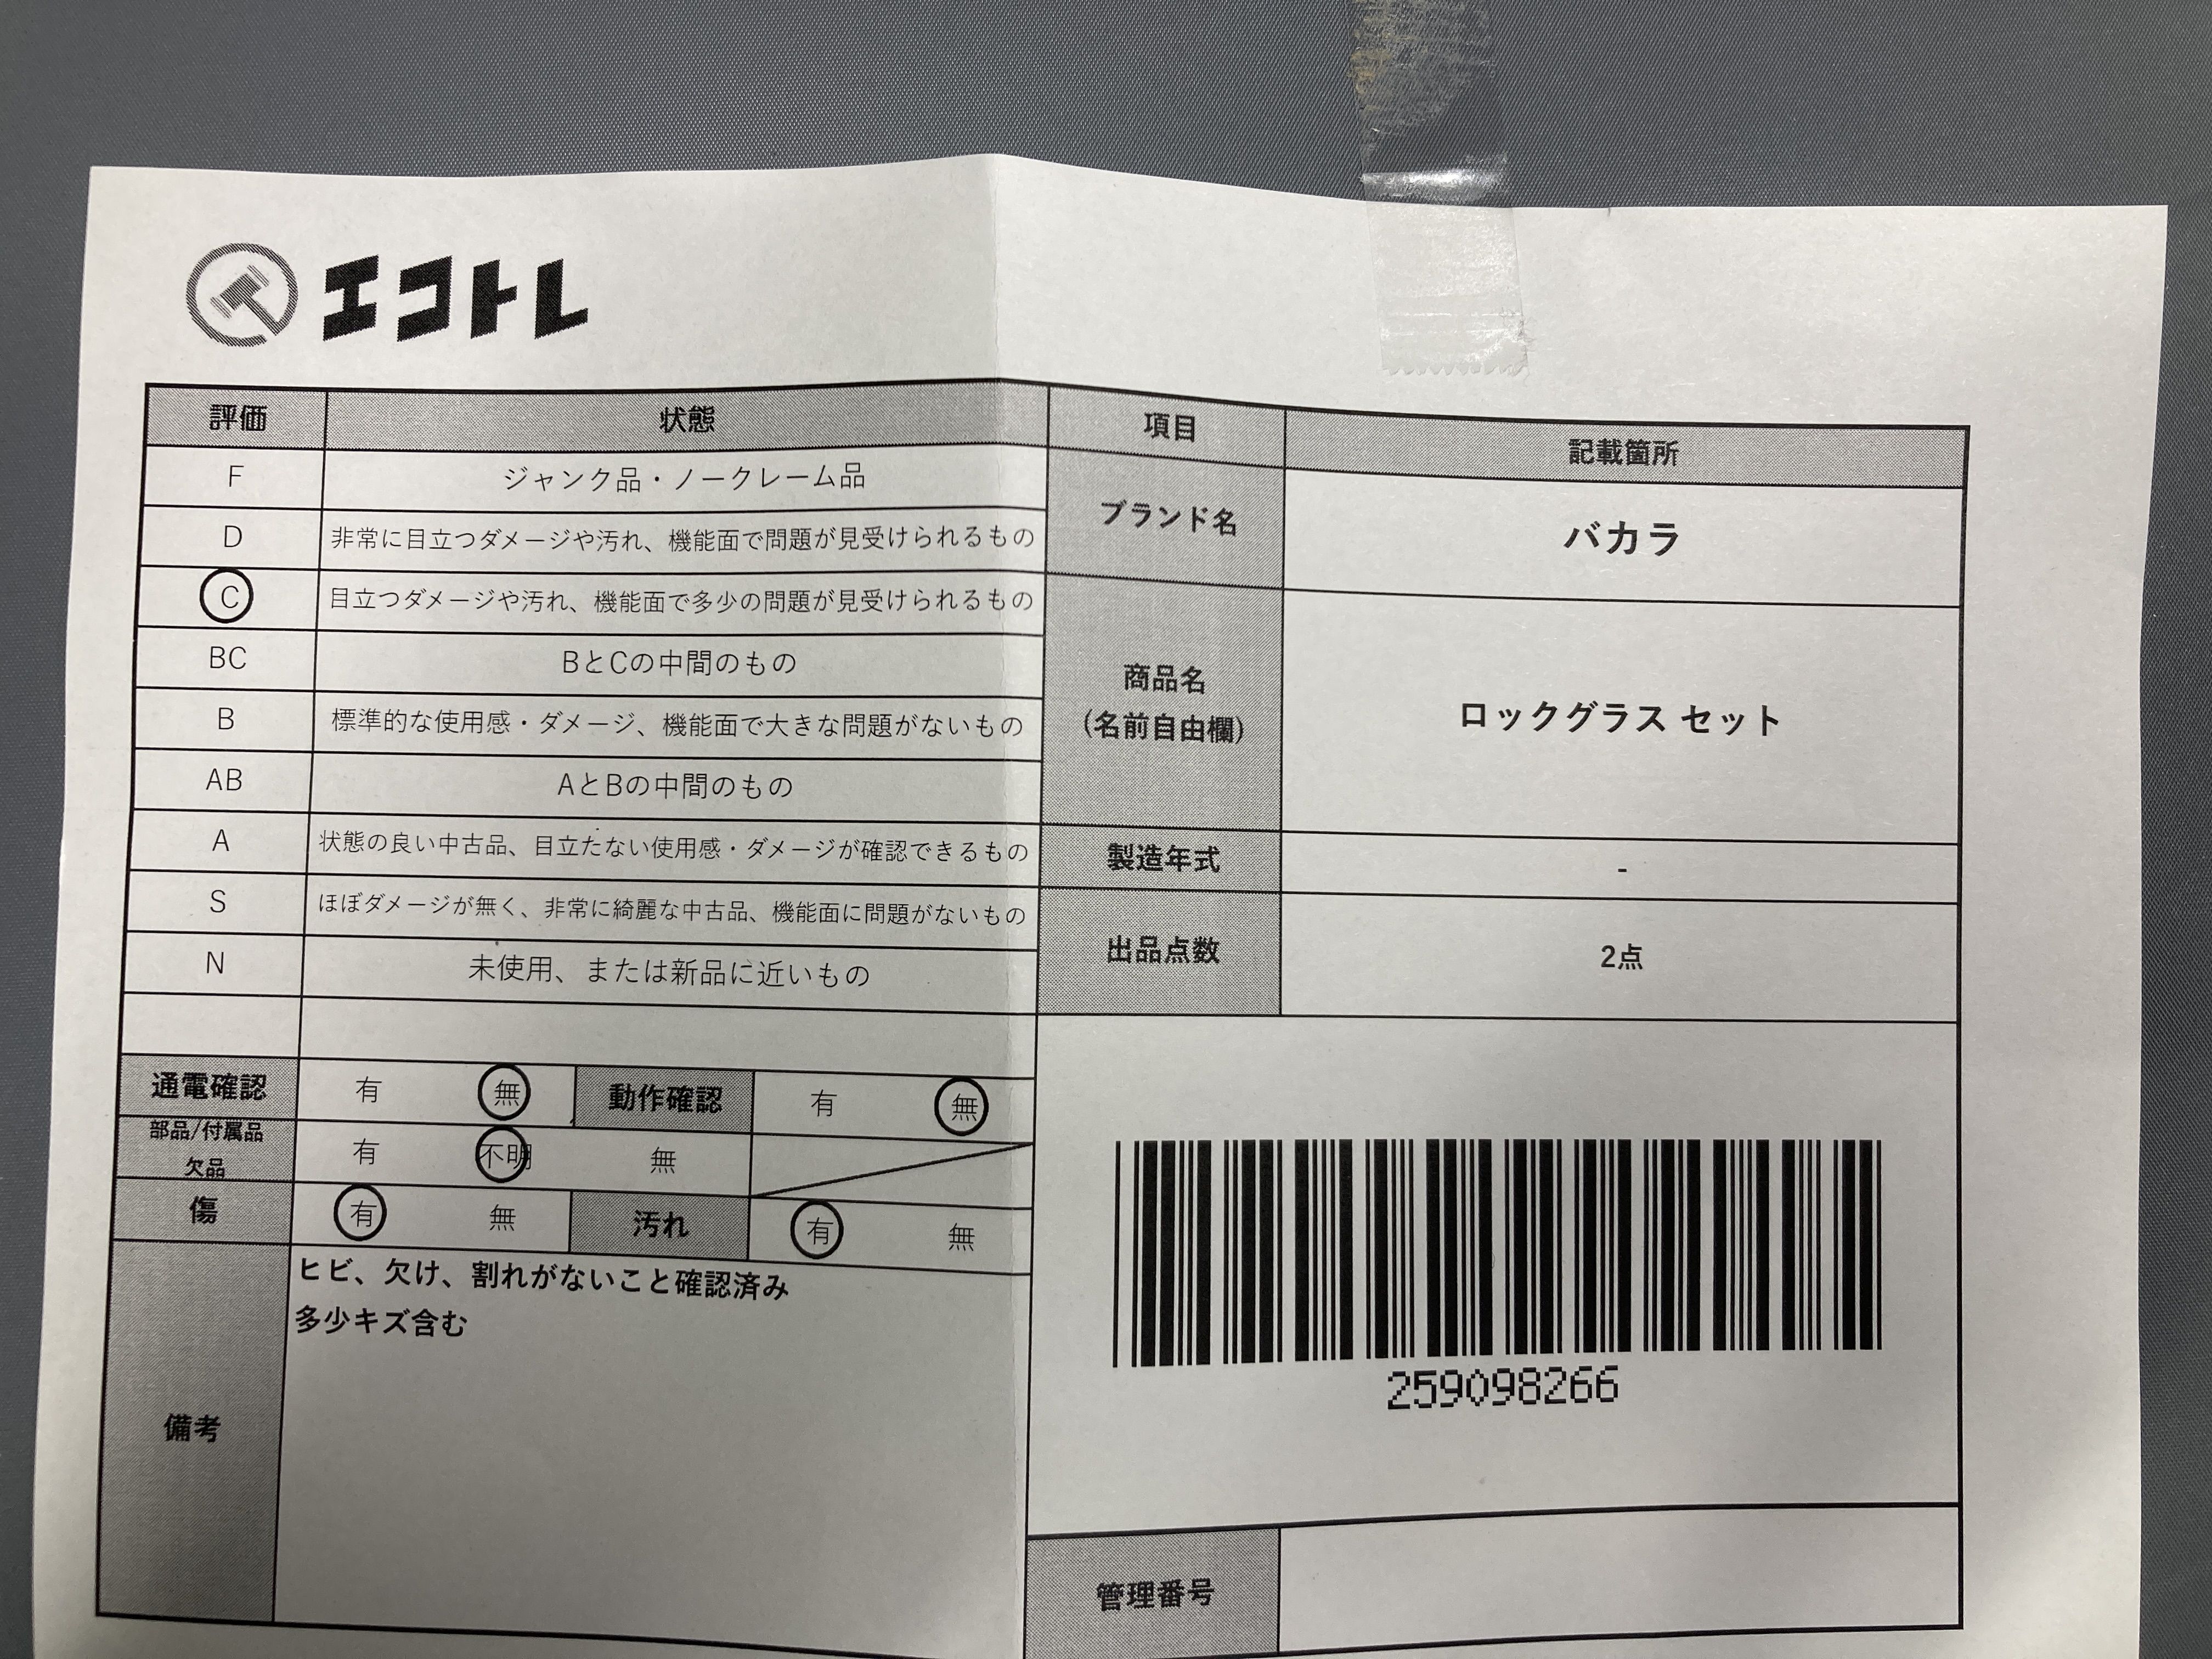 エコトレ
評価 状態
F ジャンク品・ノークレーム品
D 非常に目立つダメージや汚れ、機能面で問題が見受けられるもの
C 目立つダメージや汚れ、機能面で多少の問題が見受けられるもの
BC BとCの中間のもの
B 標準的な使用感・ダメージ、機能面で大きな問題がないもの
AB AとBの中間のもの
A 状態の良い中古品、目立たない使用感・ダメージが確認できるもの
S ほぼダメージが無く、非常に綺麗な中古品、機能面に問題がないもの
N 未使用、または新品に近いもの
通電確認 有 無 動作確認 有 無
部品/付属品
欠品 有 不明 無
傷 有 無 汚れ 有 無
備考
ヒビ、欠け、割れがないこと確認済み
多少キズ含む
項目 記載箇所
ブランド名 バカラ
商品名
(名前自由欄) ロックグラス セット
製造年式 -
出品点数 2点
259098266
管理番号